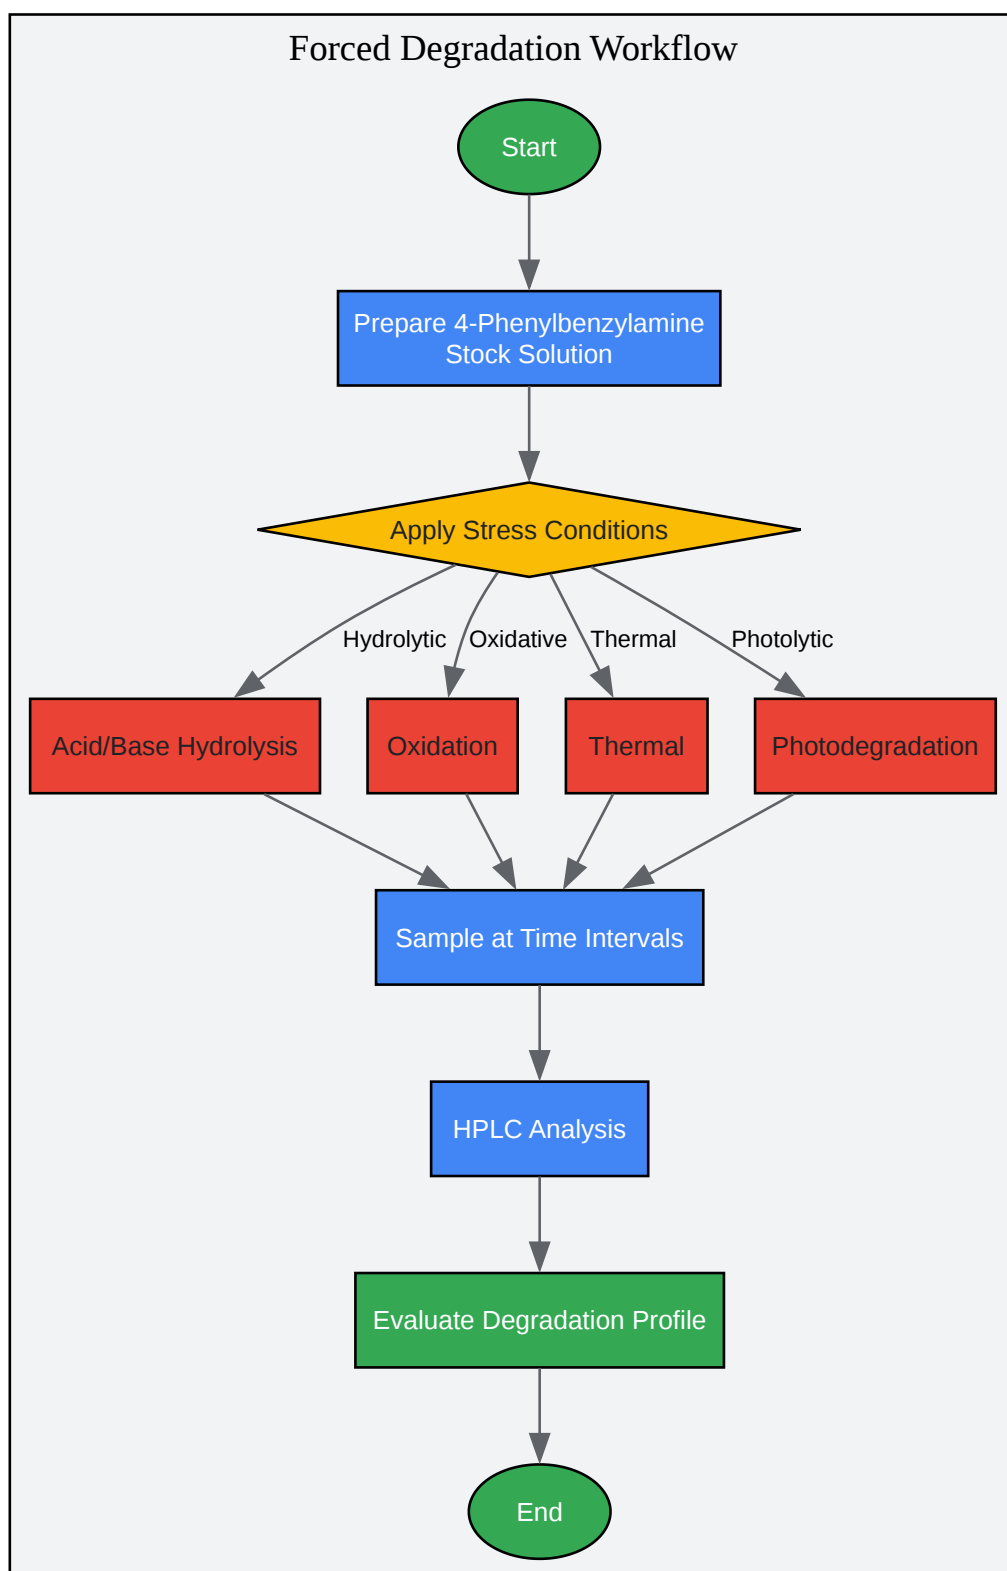 Forced Degradation Workflow
Start
Prepare 4-Phenylbenzylamine
Stock Solution
Apply Stress Conditions
Hydrolytic
Oxidative
Thermal
Photolytic
Acid/Base Hydrolysis
Oxidation
Thermal
Photodegradation
Sample at Time Intervals
HPLC Analysis
Evaluate Degradation Profile
End